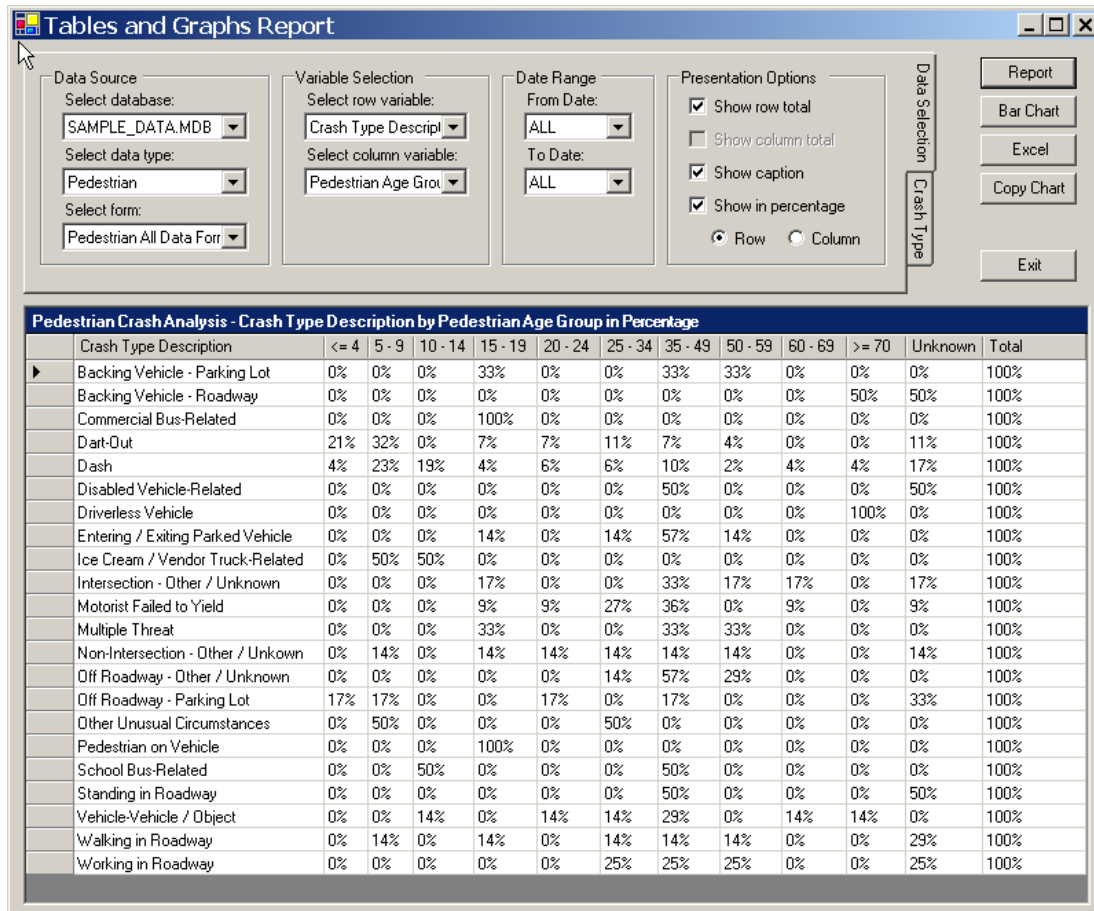 Tables and Graphs Report
Data Source
Select database:
SAMPLE_DATA.MDB
Select data type:
Pedestrian
Select form:
Pedestrian All Data Forr
Variable Selection
Select row variable:
Crash Type Descript
Select column variable:
Pedestrian Age Grou
Date Range
From Date:
ALL
To Date:
ALL
Presentation Options
Show row total
Show column total
Show caption
Show in percentage
Row Column
Data Selection
Crash Type
Report
Bar Chart
Excel
Copy Chart
Exit
Pedestrian Crash Analysis - Crash Type Description by Pedestrian Age Group in Percentage
Crash Type Description <= 4 5 - 9 10 - 14 15 - 19 20 - 24 25 - 34 35 - 49 50 - 59 60 - 69 >= 70 Unknown Total
Backing Vehicle - Parking Lot 0% 0% 0% 33% 0% 0% 33% 33% 0% 0% 0% 100%
Backing Vehicle - Roadway 0% 0% 0% 0% 0% 0% 0% 0% 0% 50% 50% 100%
Commercial Bus-Related 0% 0% 0% 100% 0% 0% 0% 0% 0% 0% 0% 100%
Dart-Out 21% 32% 0% 7% 7% 11% 7% 4% 0% 0% 11% 100%
Dash 4% 23% 19% 4% 6% 6% 10% 2% 4% 4% 17% 100%
Disabled Vehicle-Related 0% 0% 0% 0% 0% 0% 50% 0% 0% 0% 50% 100%
Driverless Vehicle 0% 0% 0% 0% 0% 0% 0% 0% 0% 100% 0% 100%
Entering / Exiting Parked Vehicle 0% 0% 0% 14% 0% 14% 57% 14% 0% 0% 0% 100%
Ice Cream / Vendor Truck-Related 0% 50% 50% 0% 0% 0% 0% 0% 0% 0% 0% 100%
Intersection - Other / Unknown 0% 0% 0% 17% 0% 0% 33% 17% 17% 0% 17% 100%
Motorist Failed to Yield 0% 0% 0% 9% 9% 27% 36% 0% 9% 0% 9% 100%
Multiple Threat 0% 0% 0% 33% 0% 0% 33% 33% 0% 0% 0% 100%
Non-Intersection - Other / Unkown 0% 14% 0% 14% 14% 14% 14% 14% 0% 0% 14% 100%
Off Roadway - Other / Unknown 0% 0% 0% 0% 0% 14% 57% 29% 0% 0% 0% 100%
Off Roadway - Parking Lot 17% 17% 0% 0% 17% 0% 17% 0% 0% 0% 33% 100%
Other Unusual Circumstances 0% 50% 0% 0% 0% 50% 0% 0% 0% 0% 0% 100%
Pedestrian on Vehicle 0% 0% 0% 100% 0% 0% 0% 0% 0% 0% 0% 100%
School Bus-Related 0% 0% 50% 0% 0% 0% 50% 0% 0% 0% 0% 100%
Standing in Roadway 0% 0% 0% 0% 0% 0% 50% 0% 0% 0% 50% 100%
Vehicle-Vehicle / Object 0% 0% 14% 0% 14% 14% 29% 0% 14% 14% 0% 100%
Walking in Roadway 0% 14% 0% 14% 0% 14% 14% 14% 0% 0% 29% 100%
Working in Roadway 0% 0% 0% 0% 0% 25% 25% 25% 0% 0% 25% 100%